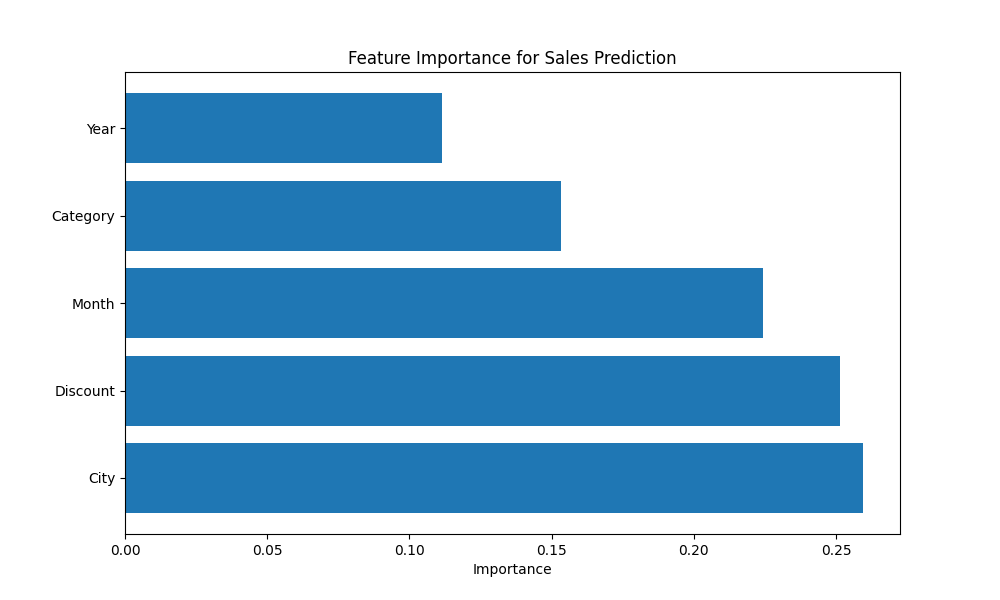 Feature Importance for Sales Prediction
Year
Category
Month
Discount
City
0.00 0.05 0.10 0.15 0.20 0.25
Importance